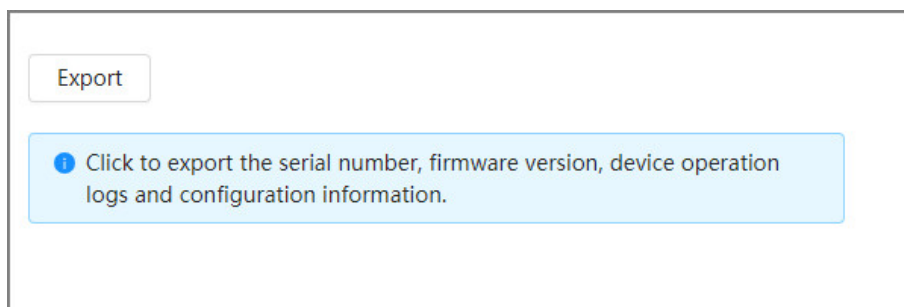 Export
Click to export the serial number, firmware version, device operation
logs and configuration information.